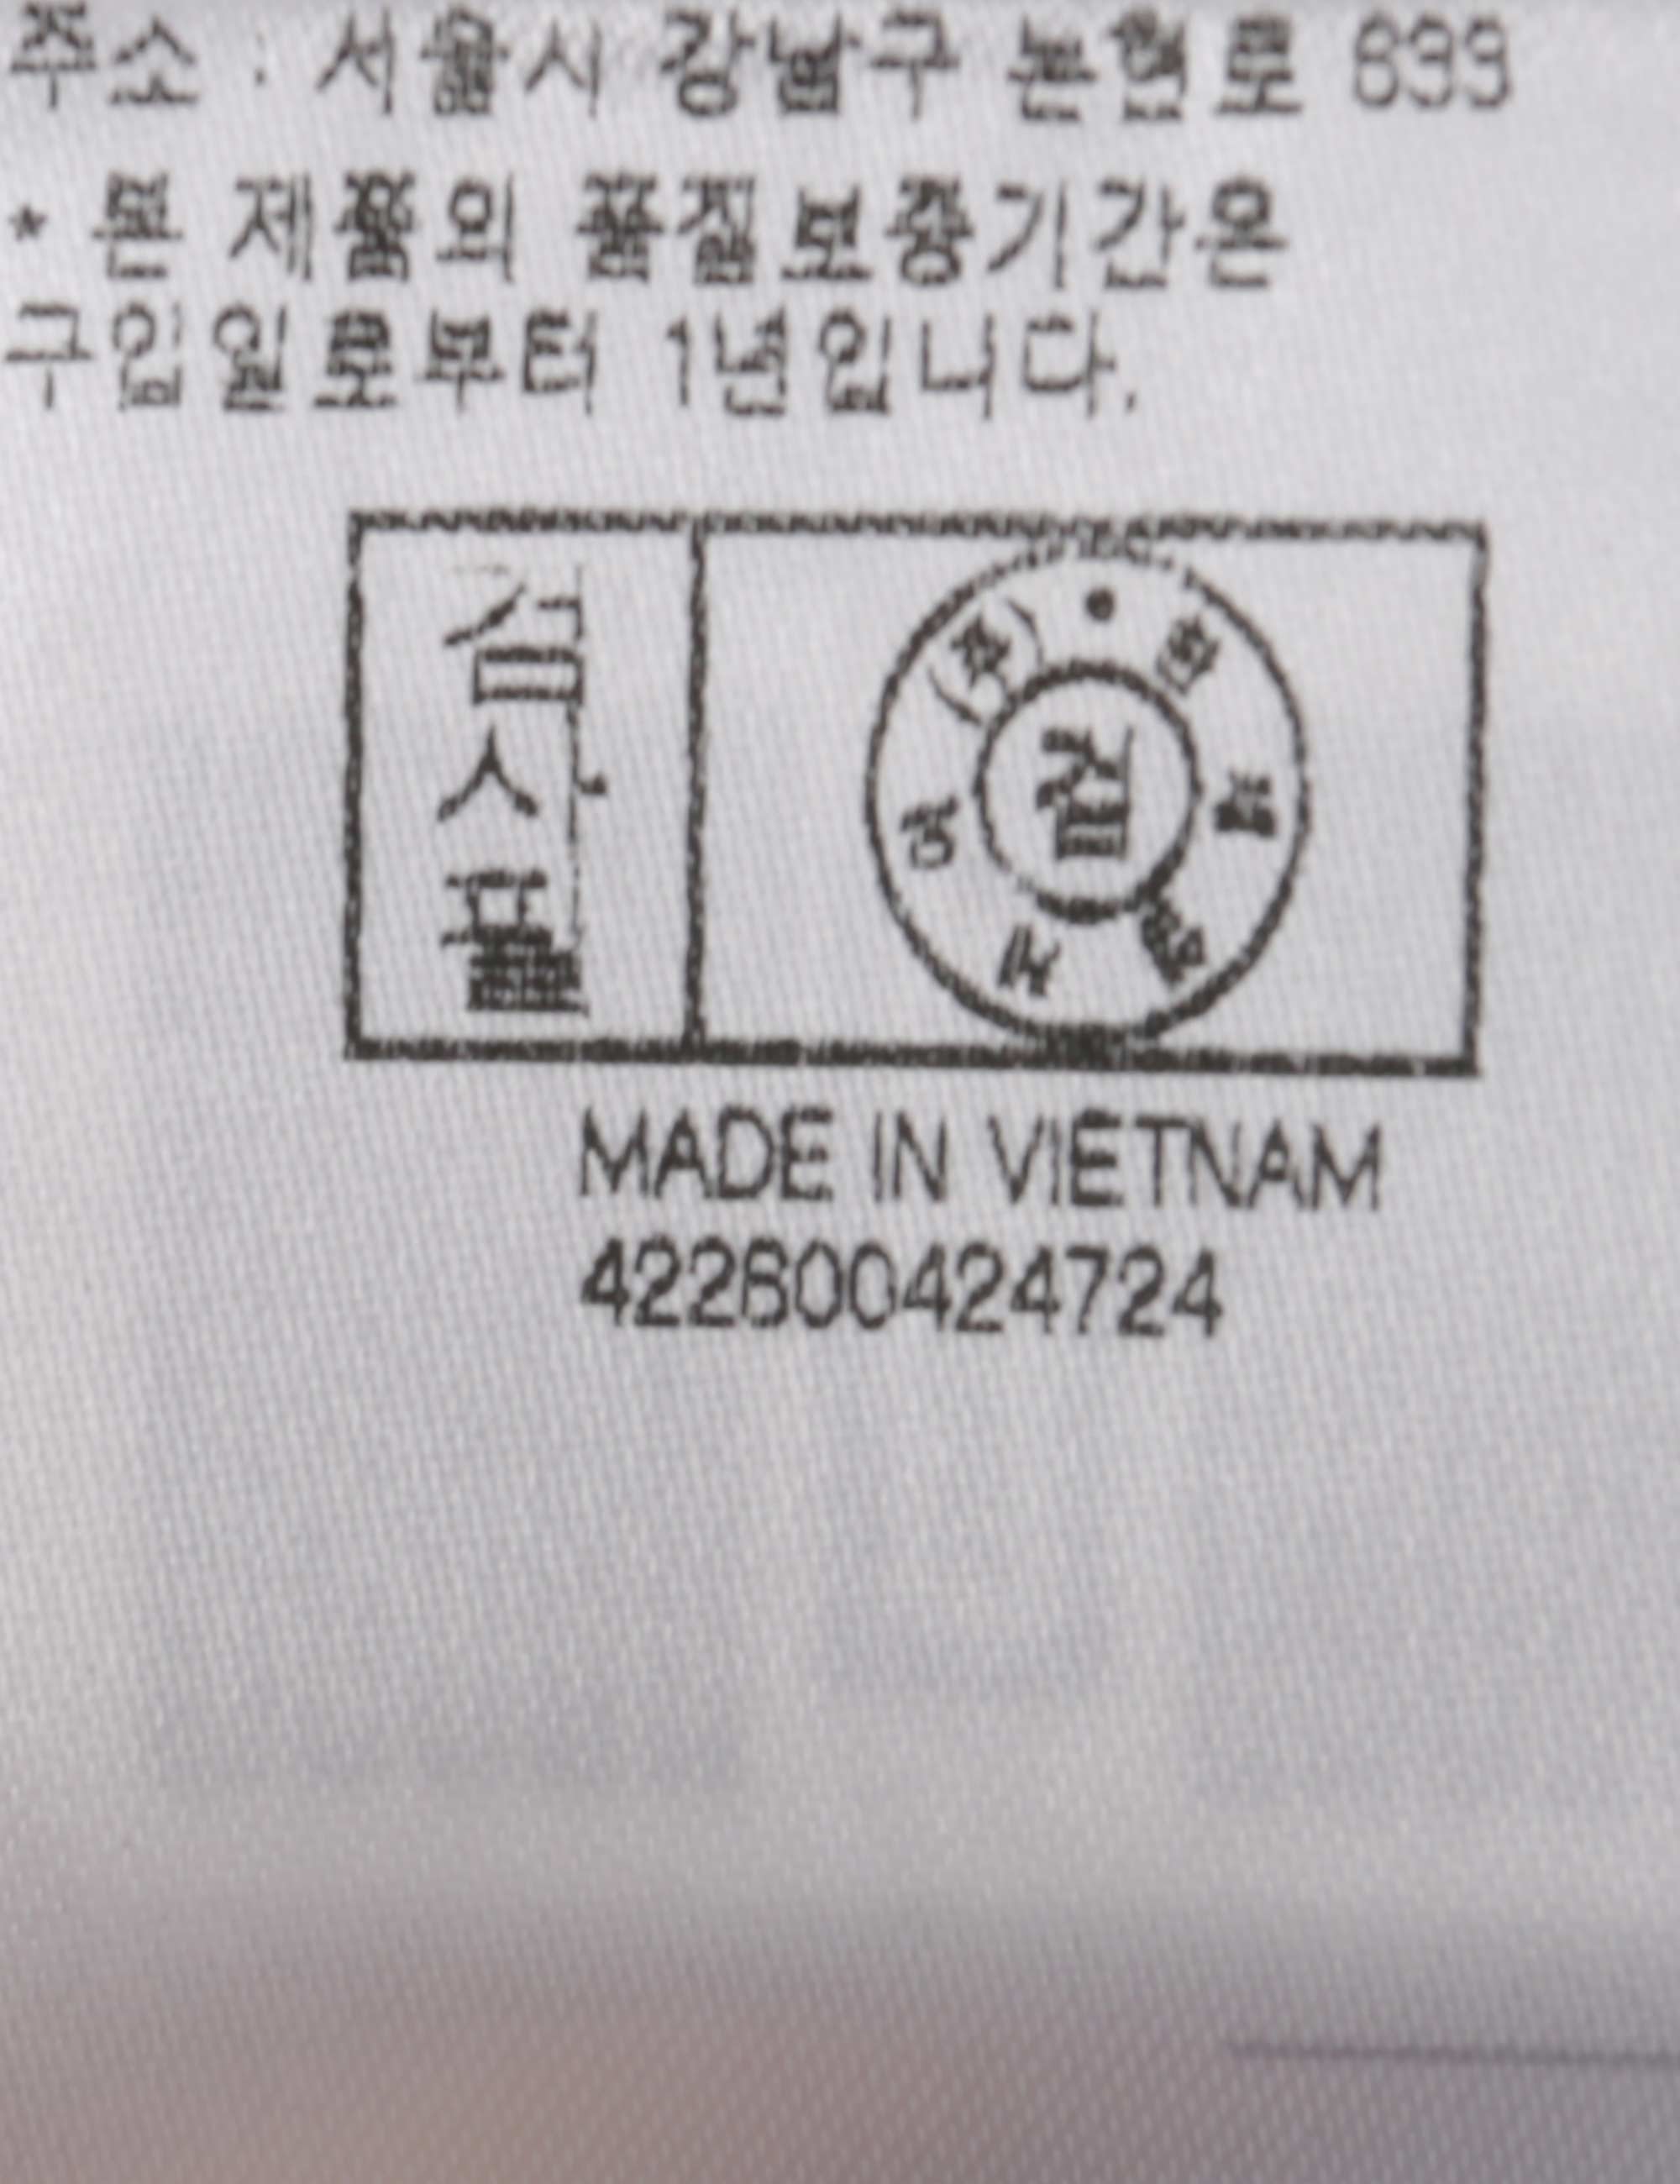 주소 : 서울시 강남구 논현로 633
* 본 제품의 품질보증기간은
구입일로부터 1년입니다.
검사필
(주)
검
MADE IN VIETNAM
422600424724